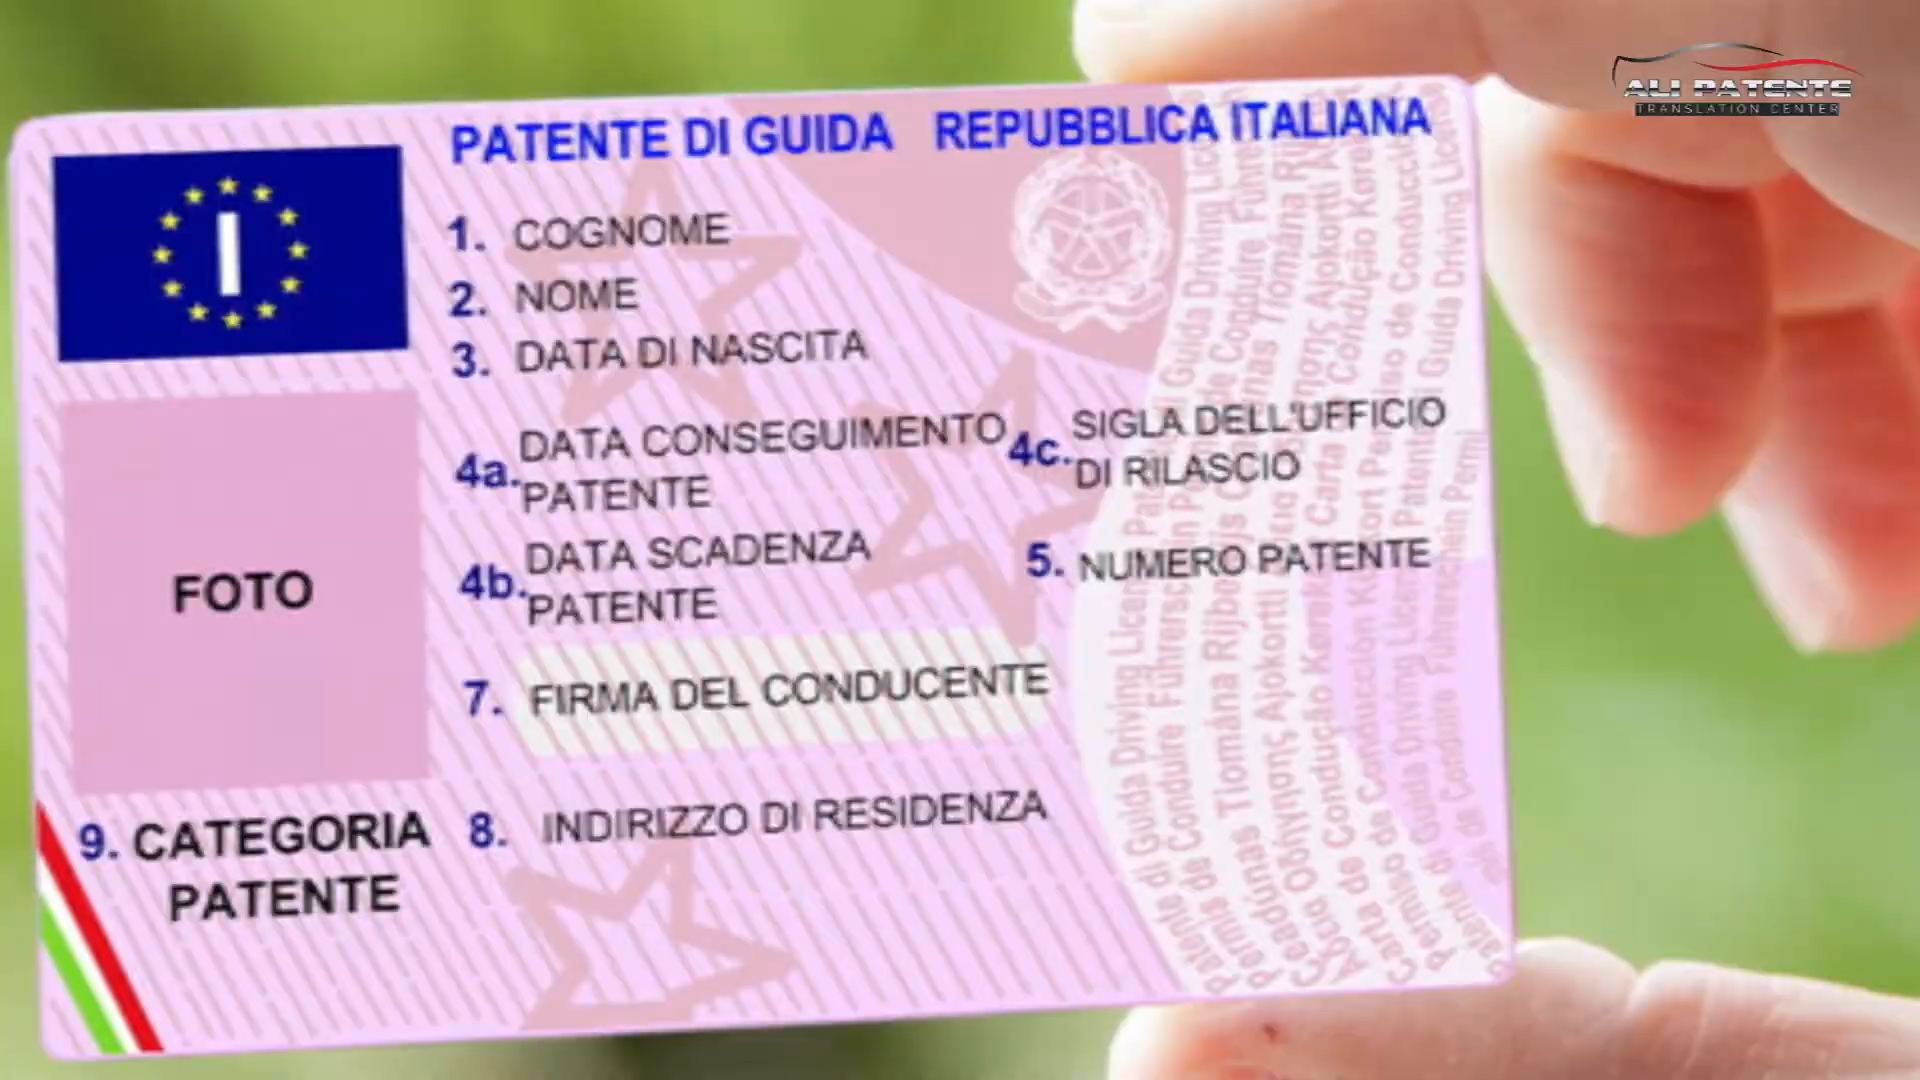 ALI PATENTE
TRANSLATION CENTER
PATENTE DI GUIDA REPUBBLICA ITALIANA
I
1. COGNOME
2. NOME
3. DATA DI NASCITA
4a. DATA CONSEGUIMENTO
PATENTE
4c. SIGLA DELL'UFFICIO
DI RILASCIO
4b. DATA SCADENZA
PATENTE
5. NUMERO PATENTE
7. FIRMA DEL CONDUCENTE
8. INDIRIZZO DI RESIDENZA
FOTO
9. CATEGORIA
PATENTE